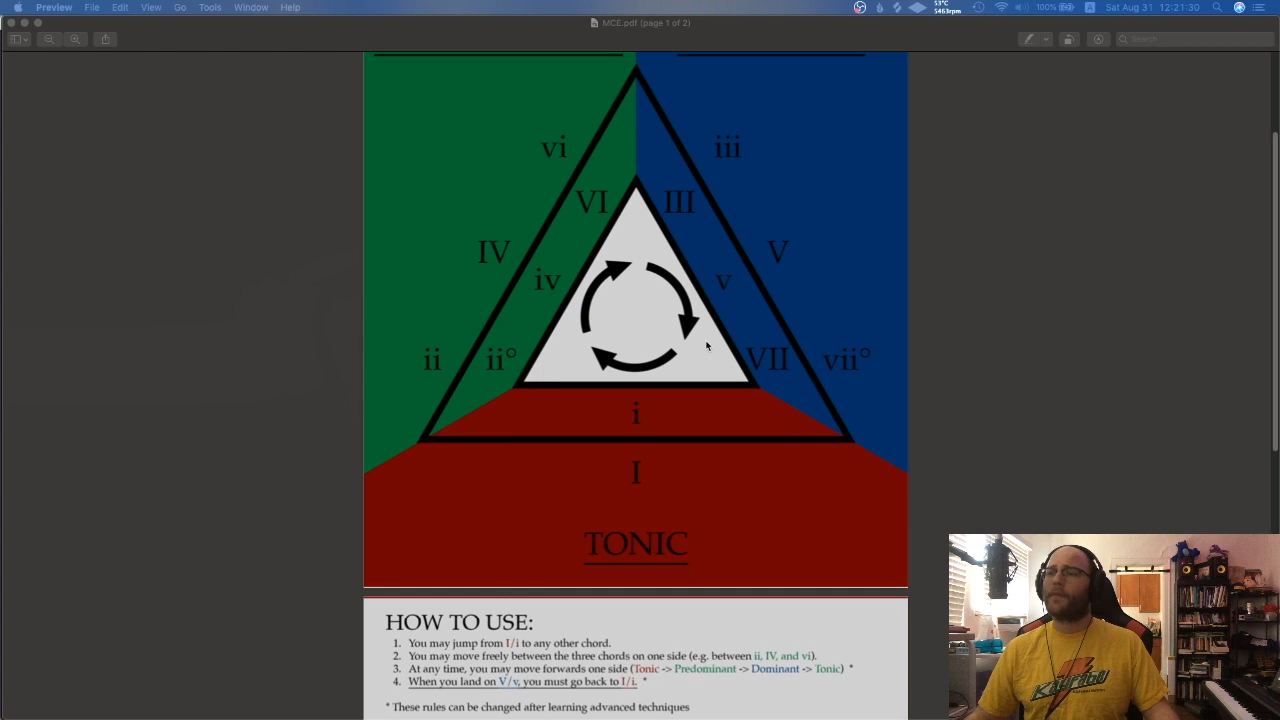 Preview File Edit View Go Tools Window Help
53°C
5463rpm
100%
A
Sat Aug 31 12:21:30
MCE.pdf (page 1 of 2)
Search
vi
iii
VI
III
IV
V
iv
v
ii
ii°
VII
vii°
i
I
TONIC
HOW TO USE:
1. You may jump from I/i to any other chord.
2. You may move freely between the three chords on one side (e.g. between ii, IV, and vi).
3. At any time, you may move forwards one side (Tonic -> Predominant -> Dominant -> Tonic) *
4. When you land on V/v, you must go back to I/i. *
* These rules can be changed after learning advanced techniques